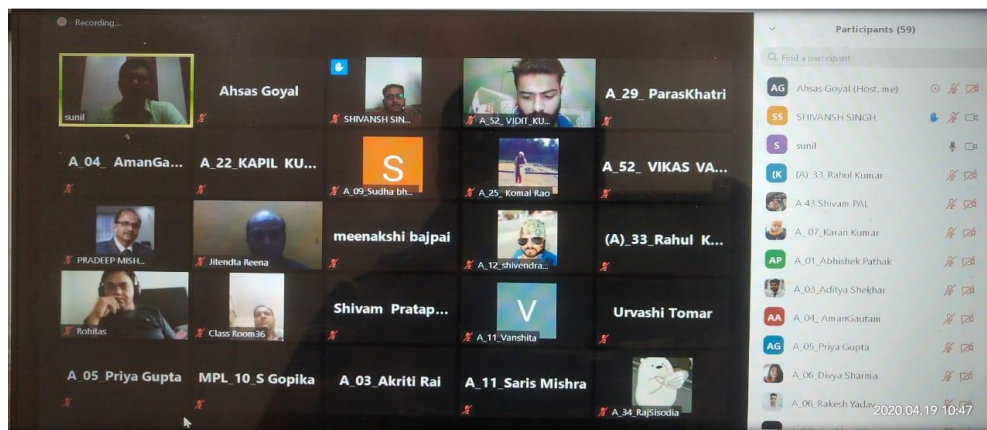 Recording...
sunil
Ahsas Goyal
SHIVANSH SIN...
A_52_ VIDIT_KU...
A_29_ ParasKhatri
A_04_ AmanGa...
A_22_KAPIL KU...
S
A_09_Sudha bh...
A_25_ Komal Rao
A_52_ VIKAS VA...
PRADEEP MISH...
Jitendta Reena
meenakshi bajpai
A_12_shivendra...
(A)_33_Rahul K...
Rohitas
Class Room36
Shivam Pratap...
V
A_11_Vanshita
Urvashi Tomar
A_05_Priya Gupta
MPL_10_S Gopika
A_03_Akriti Rai
A_11_Saris Mishra
A_34_RajSisodia
Participants (59)
Find a participant
AG Ahsas Goyal (Host, me)
SS SHIVANSH SINGH
S sunil
(K (A)_33_Rahul Kumar
A 43 Shivam PAL
A_07_Karan Kumar
AP A_01_Abhishek Pathak
A_03_Aditya Shekhar
AA A_04_ AmanGautam
AG A_05_Priya Gupta
A_06_Divya Sharma
A_06_Rakesh Yadav
2020.04.19 10:47